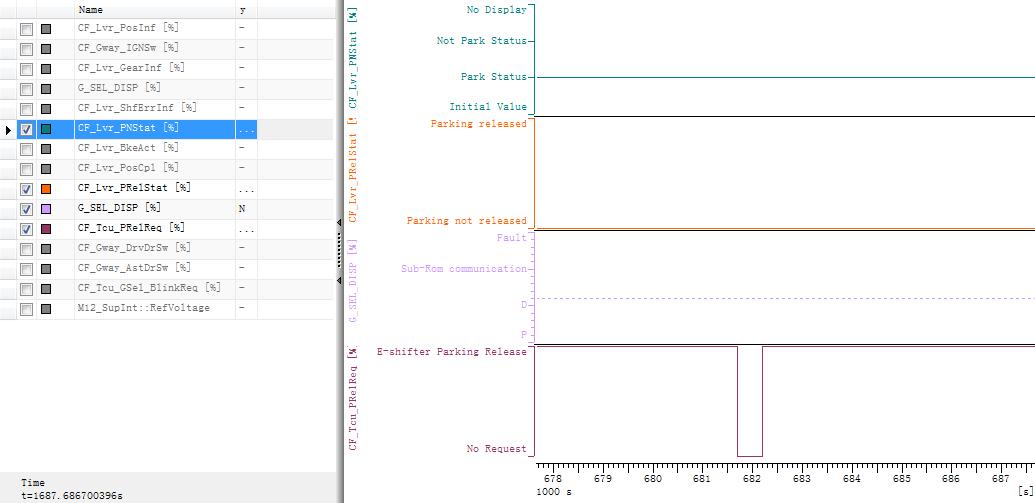 Name y
CF_Lvr_PosInf [%] -
CF_Gway_IGNSw [%] -
CF_Lvr_GearInf [%] -
G_SEL_DISP [%] -
CF_Lvr_ShfErrInf [%] -
CF_Lvr_PNStat [%] ...
CF_Lvr_BkeAct [%] -
CF_Lvr_PosCpl [%] -
CF_Lvr_PRelStat [%] ...
G_SEL_DISP [%] N
CF_Tcu_PRelReq [%] ...
CF_Gway_DrvDrSw [%] -
CF_Gway_AstDrSw [%] -
CF_Tcu_GSel_BlinkReq [%] -
M12_SupInt::RefVoltage -
Time
t=1687.686700396s
CF_Lvr_PNStat [%]
No Display
Not Park Status
Park Status
Initial Value
CF_Lvr_PRelStat [%
Parking released
Parking not released
G_SEL_DISP [%]
Fault
Sub-Rom communication
D
P
CF_Tcu_PRelReq [%
E-shifter Parking Release
No Request
678 679 680 681 682 683 684 685 686 687
1000 s [s]